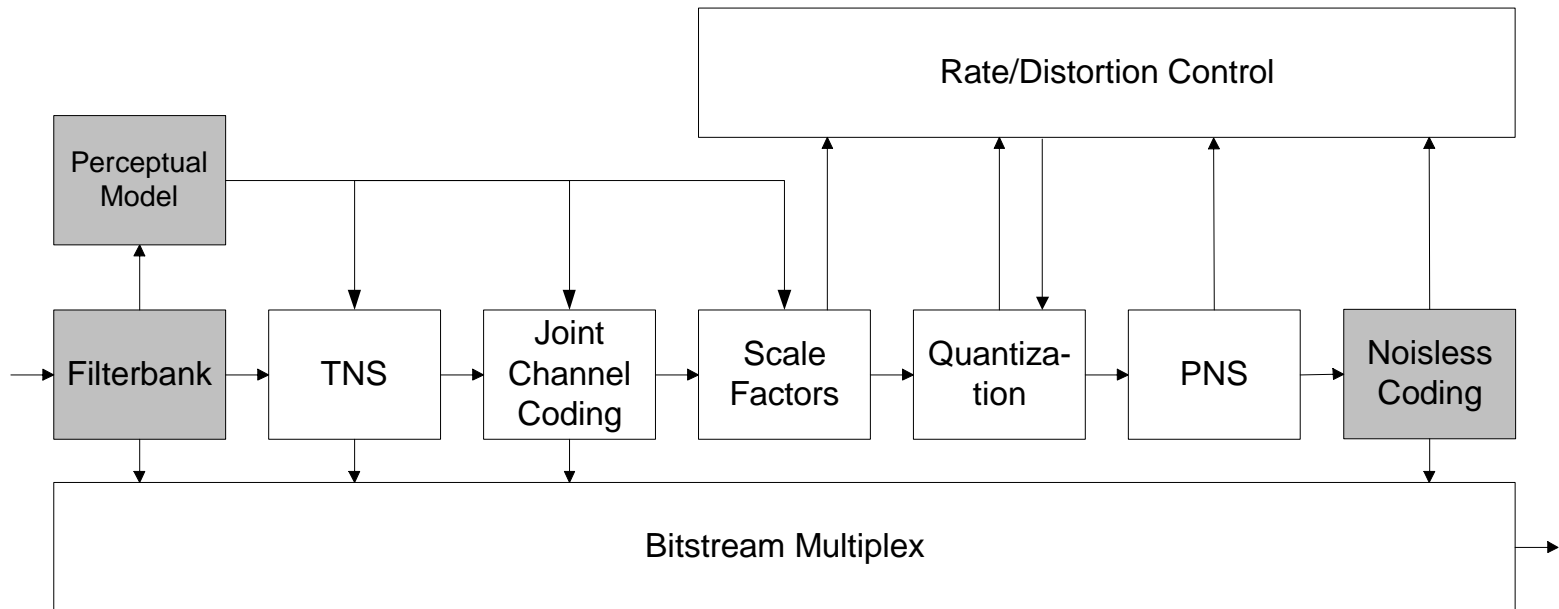 Rate/Distortion Control
Perceptual
Model
Filterbank
TNS
Joint
Channel
Coding
Scale
Factors
Quantiza-
tion
PNS
Noisless
Coding
Bitstream Multiplex